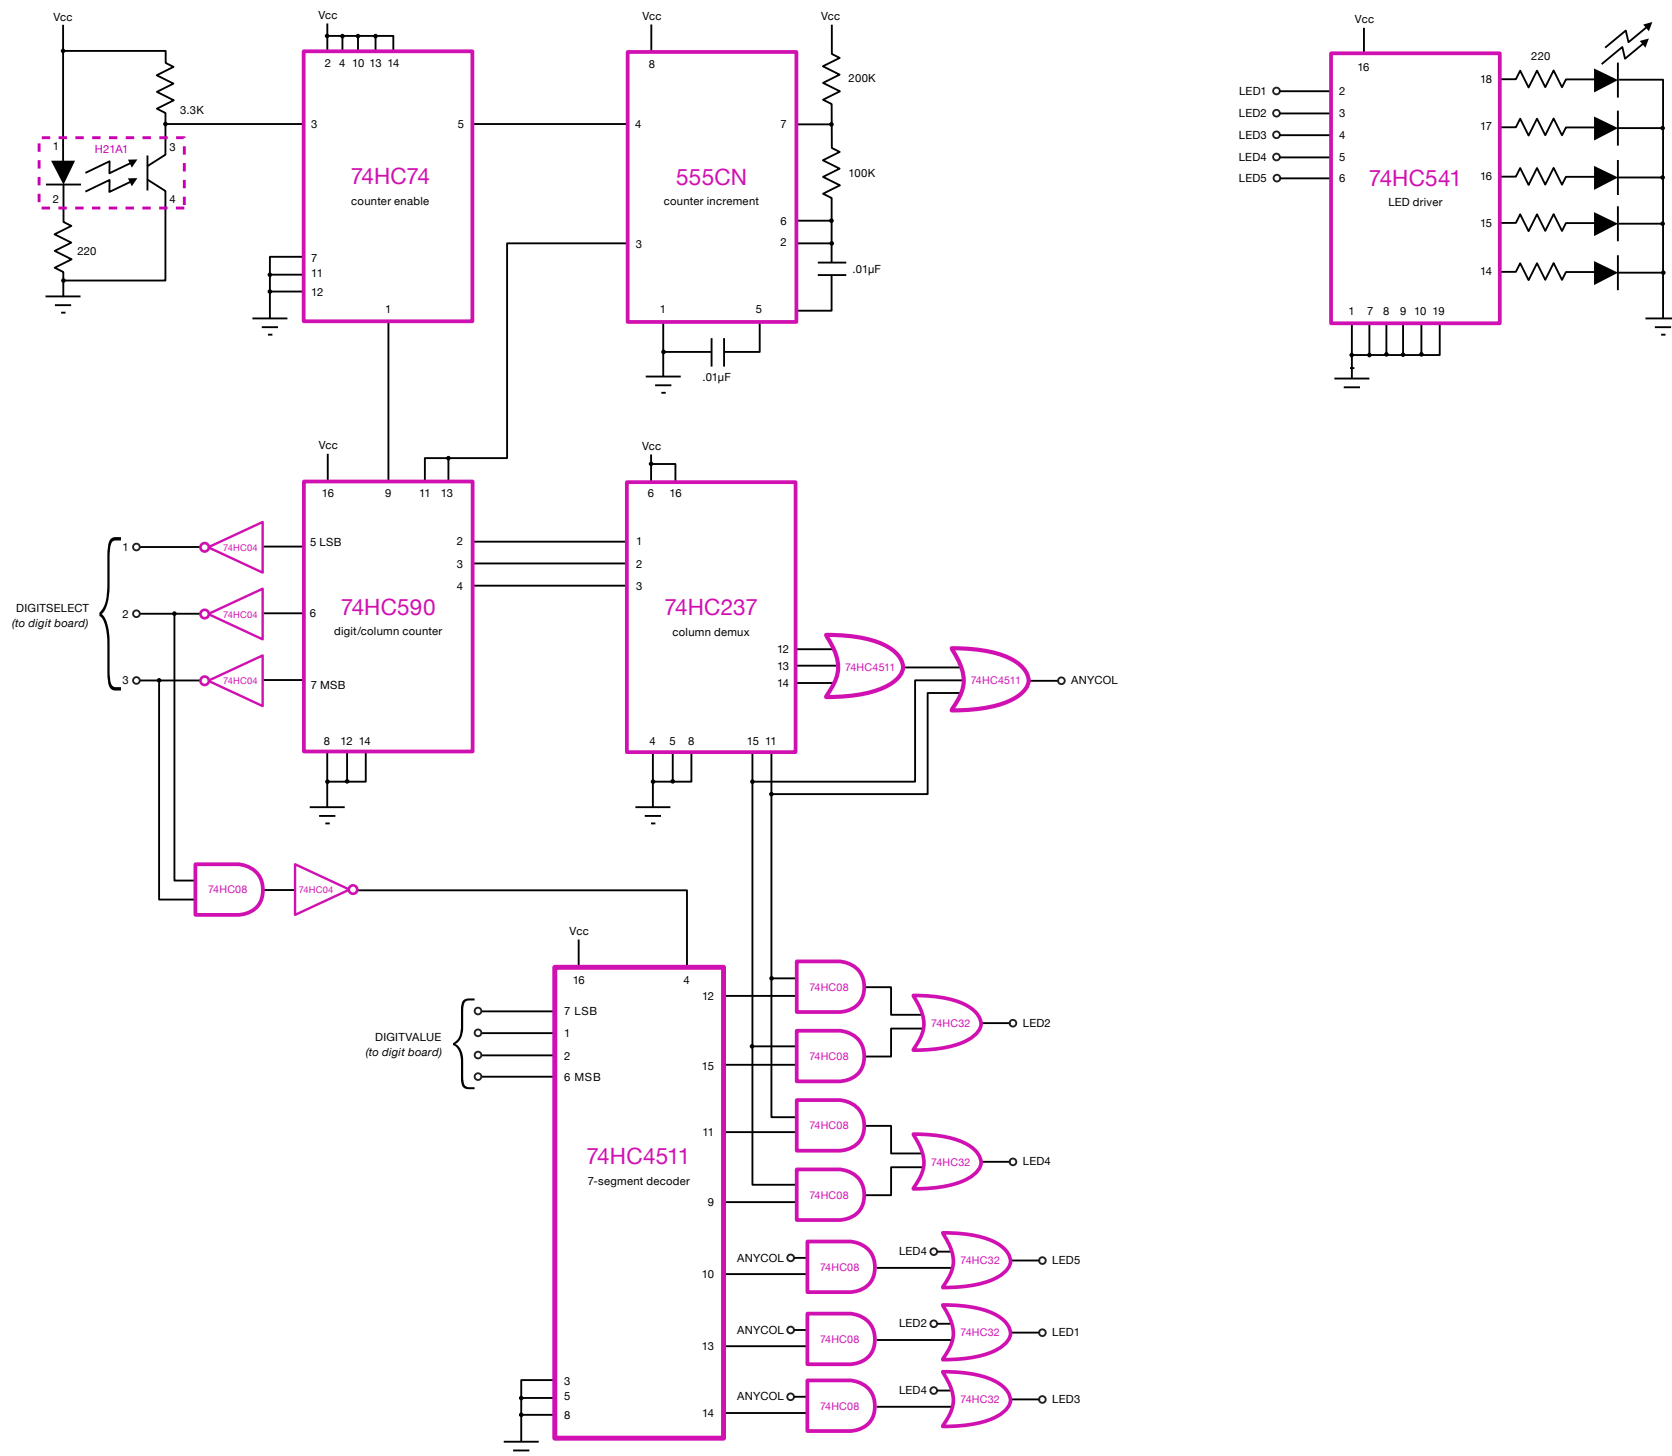 Vcc
3.3K
1
H21A1
3
2
4
220
Vcc
2 4 10 13 14
3
5
74HC74
counter enable
7
11
12
1
Vcc
8
4
7
555CN
counter increment
6
3
2
1
5
200K
100K
.01µF
.01µF
Vcc
Vcc
16
LED1
LED2
LED3
LED4
LED5
2
3
4
5
6
18
17
16
15
14
220
74HC541
LED driver
1 7 8 9 10 19
Vcc
16
9
11
13
5 LSB
6
7 MSB
2
3
4
74HC590
digit/column counter
8 12 14
DIGITSELECT
(to digit board)
1
2
3
74HC04
74HC04
74HC04
Vcc
6 16
1
2
3
74HC237
column demux
12
13
14
4 5 8
15 11
74HC4511
74HC4511
ANYCOL
74HC08
74HC04
Vcc
16
4
DIGITVALUE
(to digit board)
7 LSB
1
2
6 MSB
12
15
11
9
10
13
14
74HC4511
7-segment decoder
3
5
8
74HC08
74HC08
74HC32
LED2
74HC08
74HC08
74HC32
LED4
ANYCOL
74HC08
LED4
74HC32
LED5
ANYCOL
74HC08
LED2
74HC32
LED1
ANYCOL
74HC08
LED4
74HC32
LED3